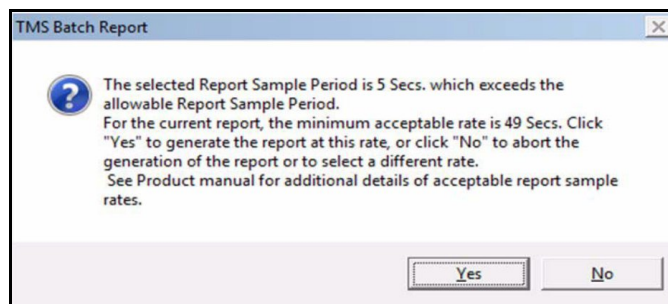 TMS Batch Report
The selected Report Sample Period is 5 Secs. which exceeds the
allowable Report Sample Period.
For the current report, the minimum acceptable rate is 49 Secs. Click
"Yes" to generate the report at this rate, or click "No" to abort the
generation of the report or to select a different rate.
See Product manual for additional details of acceptable report sample
rates.
Yes
No